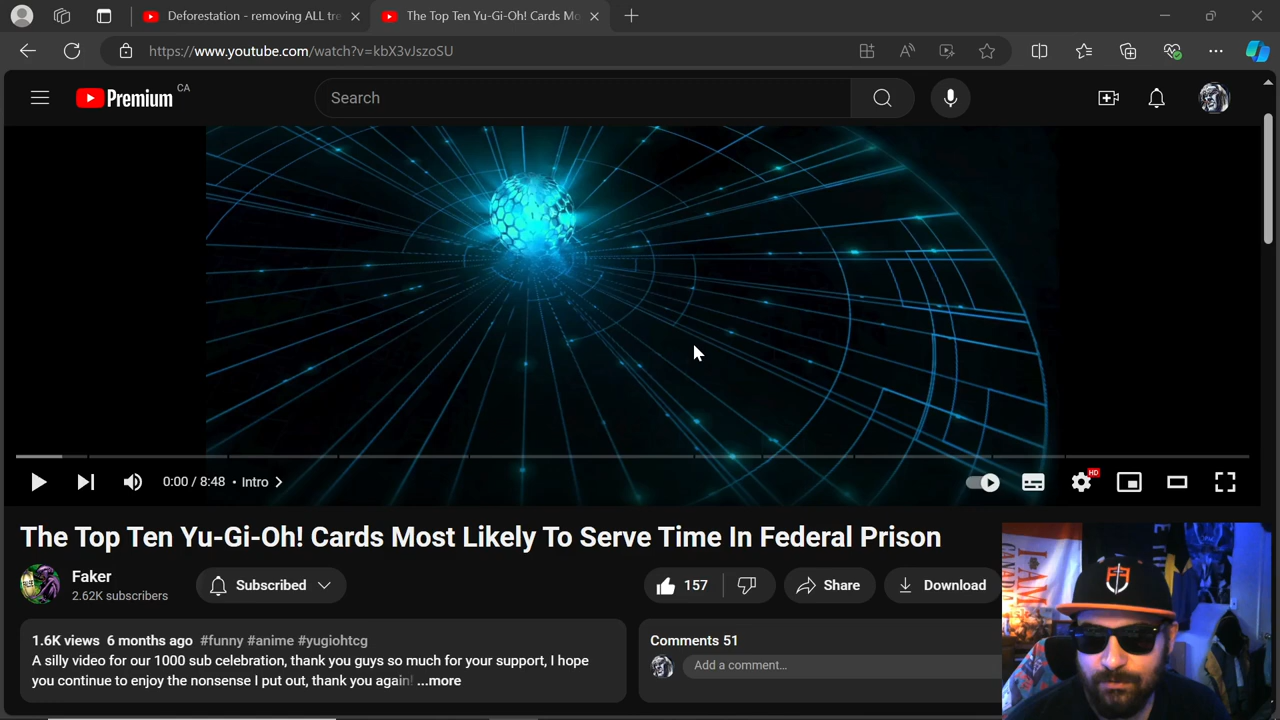 Deforestation - removing ALL tre
The Top Ten Yu-Gi-Oh! Cards Mo
https://www.youtube.com/watch?v=kbX3vJszoSU
Premium CA
Search
0:00 / 8:48 • Intro
HD
The Top Ten Yu-Gi-Oh! Cards Most Likely To Serve Time In Federal Prison
Faker
2.62K subscribers
Subscribed
157
Share
Download
1.6K views 6 months ago #funny #anime #yugiohtcg
A silly video for our 1000 sub celebration, thank you guys so much for your support, I hope
you continue to enjoy the nonsense I put out, thank you again! ...more
Comments 51
Add a comment...
I AM